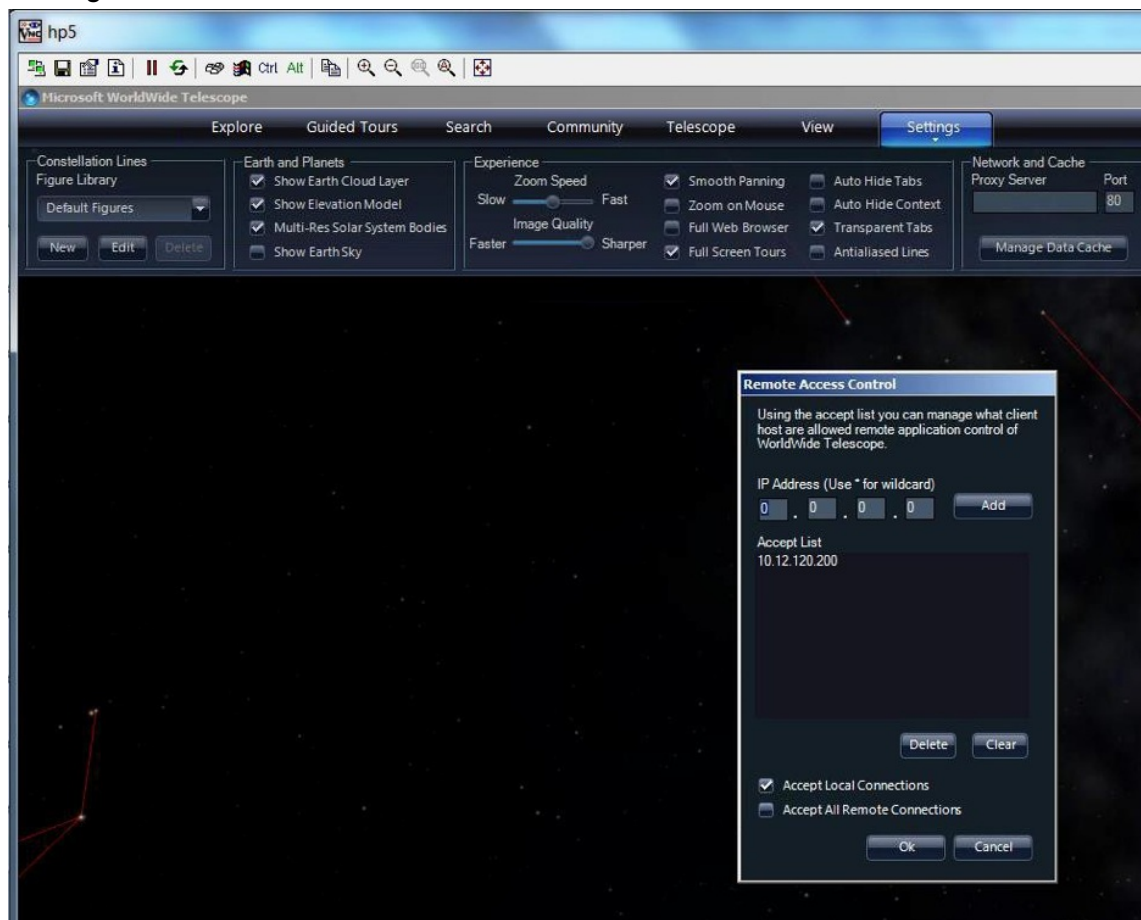 hp5
Ctrl Alt
Microsoft WorldWide Telescope
Explore Guided Tours Search Community Telescope View Settings
Constellation Lines
Figure Library
Default Figures
New Edit Delete
Earth and Planets
Show Earth Cloud Layer
Show Elevation Model
Multi-Res Solar System Bodies
Show Earth Sky
Experience
Zoom Speed
Slow Fast
Image Quality
Faster Sharper
Smooth Panning
Zoom on Mouse
Full Web Browser
Full Screen Tours
Auto Hide Tabs
Auto Hide Context
Transparent Tabs
Antialiased Lines
Network and Cache
Proxy Server Port
80
Manage Data Cache
Remote Access Control
Using the accept list you can manage what client
host are allowed remote application control of
WorldWide Telescope.
IP Address (Use * for wildcard)
0 . 0 . 0 . 0 Add
Accept List
10.12.120.200
Delete Clear
Accept Local Connections
Accept All Remote Connections
Ok Cancel